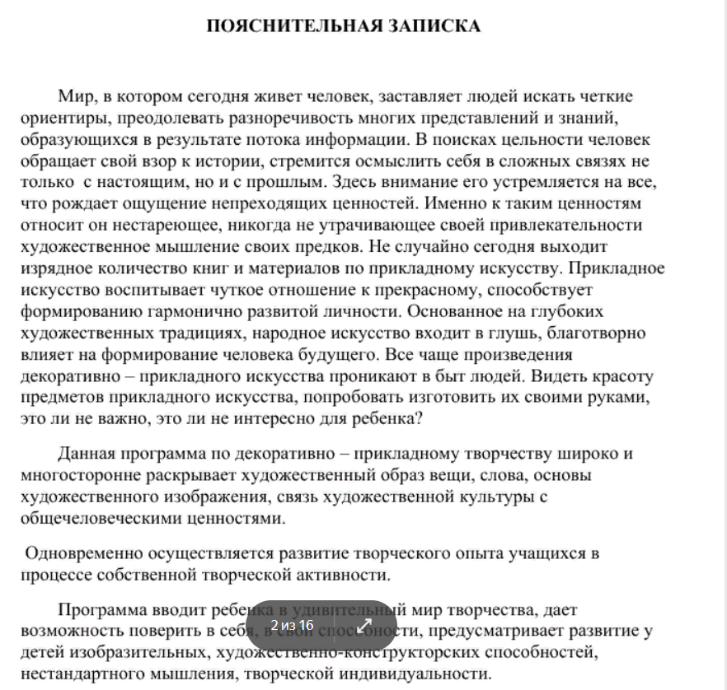 ПОЯСНИТЕЛЬНАЯ ЗАПИСКА
Мир, в котором сегодня живет человек, заставляет людей искать четкие
ориентиры, преодолевать разноречивость многих представлений и знаний,
образующихся в результате потока информации. В поисках цельности человек
обращает свой взор к истории, стремится осмыслить себя в сложных связях не
только с настоящим, но и с прошлым. Здесь внимание его устремляется на все,
что рождает ощущение непреходящих ценностей. Именно к таким ценностям
относит он нестареющее, никогда не утрачивающее своей привлекательности
художественное мышление своих предков. Не случайно сегодня выходит
изрядное количество книг и материалов по прикладному искусству. Прикладное
искусство воспитывает чуткое отношение к прекрасному, способствует
формированию гармонично развитой личности. Основанное на глубоких
художественных традициях, народное искусство входит в глушь, благотворно
влияет на формирование человека будущего. Все чаще произведения
декоративно – прикладного искусства проникают в быт людей. Видеть красоту
предметов прикладного искусства, попробовать изготовить их своими руками,
это ли не важно, это ли не интересно для ребенка?
Данная программа по декоративно – прикладному творчеству широко и
многосторонне раскрывает художественный образ вещи, слова, основы
художественного изображения, связь художественной культуры с
общечеловеческими ценностями.
Одновременно осуществляется развитие творческого опыта учащихся в
процессе собственной творческой активности.
Программа вводит ребенка в удивительный мир творчества, дает
возможность поверить в себя, в свои способности, предусматривает развитие у
детей изобразительных, художественно-конструкторских способностей,
нестандартного мышления, творческой индивидуальности.
2 из 16